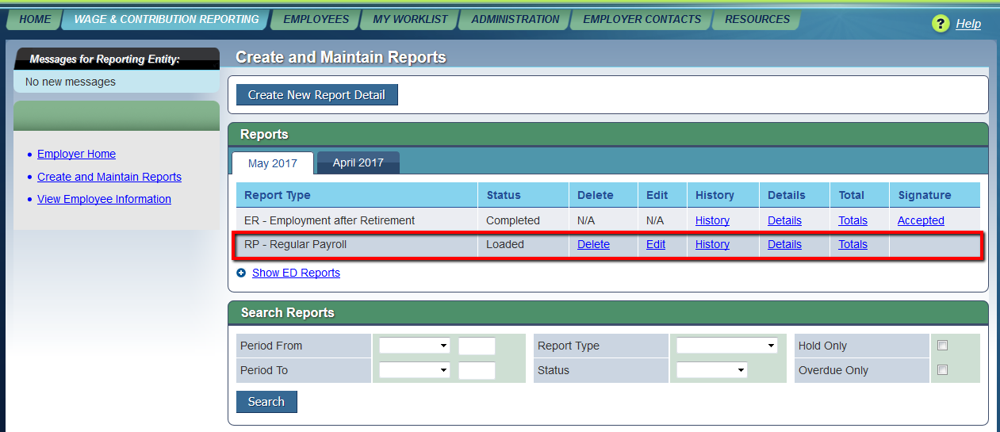 HOME WAGE & CONTRIBUTION REPORTING EMPLOYEES MY WORKLIST ADMINISTRATION EMPLOYER CONTACTS RESOURCES ? Help
Messages for Reporting Entity:
No new messages
Employer Home
Create and Maintain Reports
View Employee Information
Create and Maintain Reports
Create New Report Detail
Reports
May 2017 April 2017
Report Type Status Delete Edit History Details Total Signature
ER - Employment after Retirement Completed N/A N/A History Details Totals Accepted
RP - Regular Payroll Loaded Delete Edit History Details Totals
Show ED Reports
Search Reports
Period From Report Type Hold Only
Period To Status Overdue Only
Search